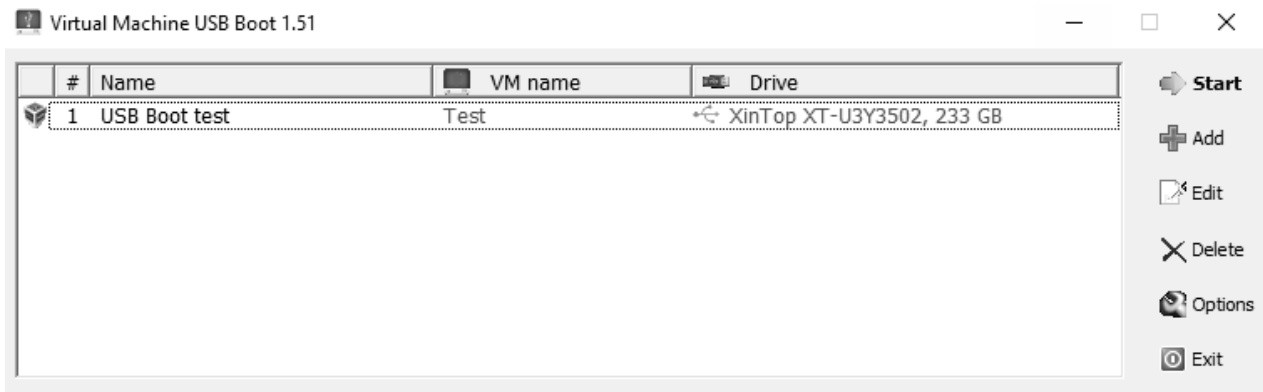 Virtual Machine USB Boot 1.51
# Name VM name Drive
1 USB Boot test Test XinTop XT-U3Y3502, 233 GB
Start
Add
Edit
Delete
Options
Exit